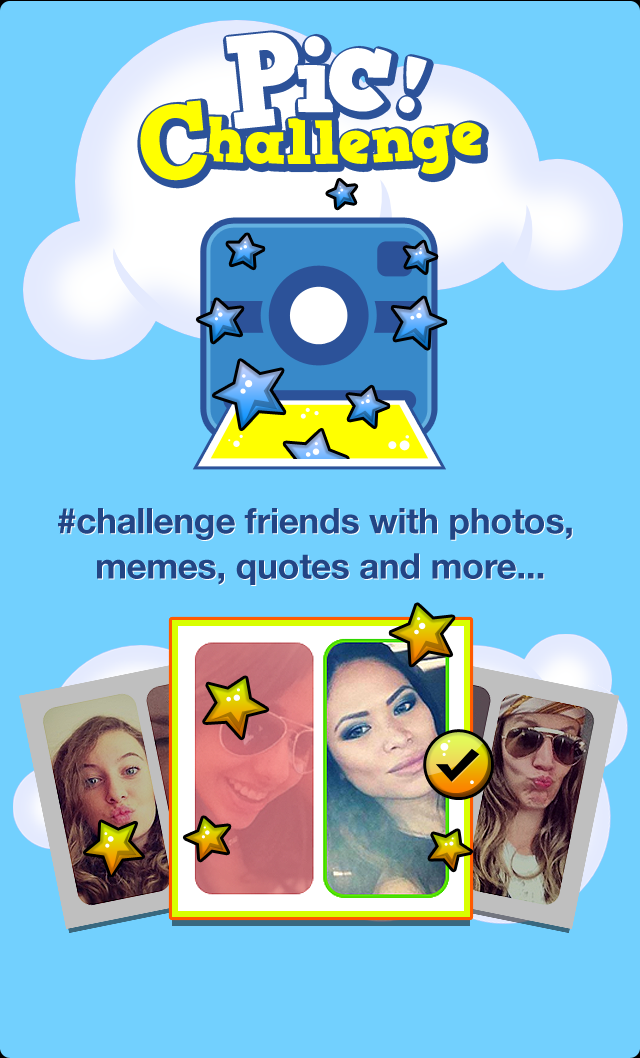 Pic!
Challenge
#challenge friends with photos,
memes, quotes and more...